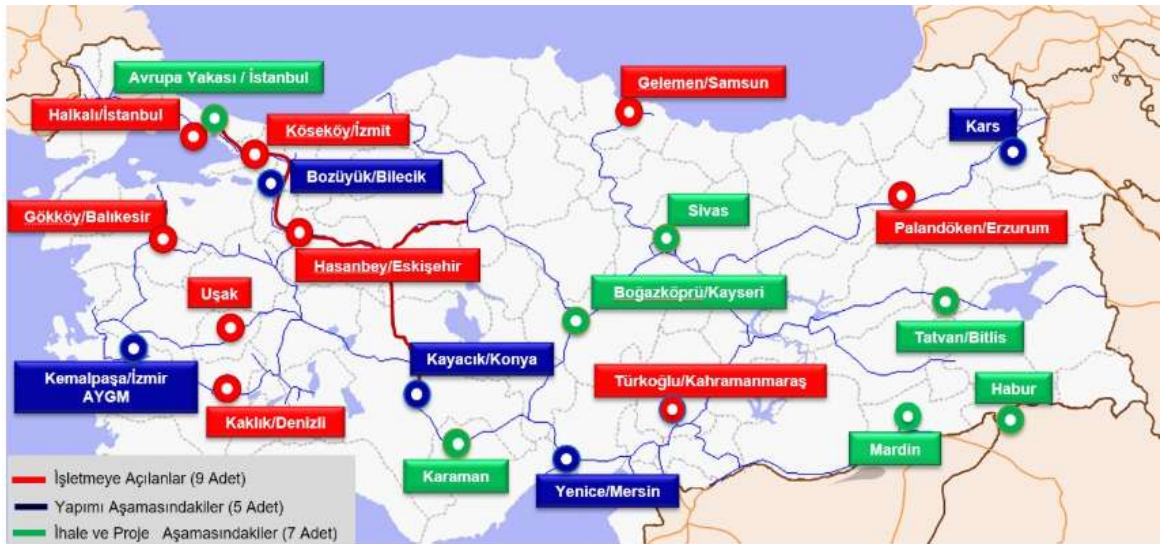 Avrupa Yakası / İstanbul
Gelemen/Samsun
Halkalı/İstanbul
Köseköy/İzmit
Kars
Bozüyük/Bilecik
Gökköy/Balıkesir
Sivas
Palandöken/Erzurum
Hasanbey/Eskişehir
Uşak
Boğazköprü/Kayseri
Tatvan/Bitlis
Kemalpaşa/İzmir
AYGM
Kayacık/Konya
Türkoğlu/Kahramanmaraş
Habur
Kaklık/Denizli
Mardin
Karaman
Yenice/Mersin
İşletmeye Açılanlar (9 Adet)
Yapımı Aşamasındakiler (5 Adet)
İhale ve Proje Aşamasındakiler (7 Adet)